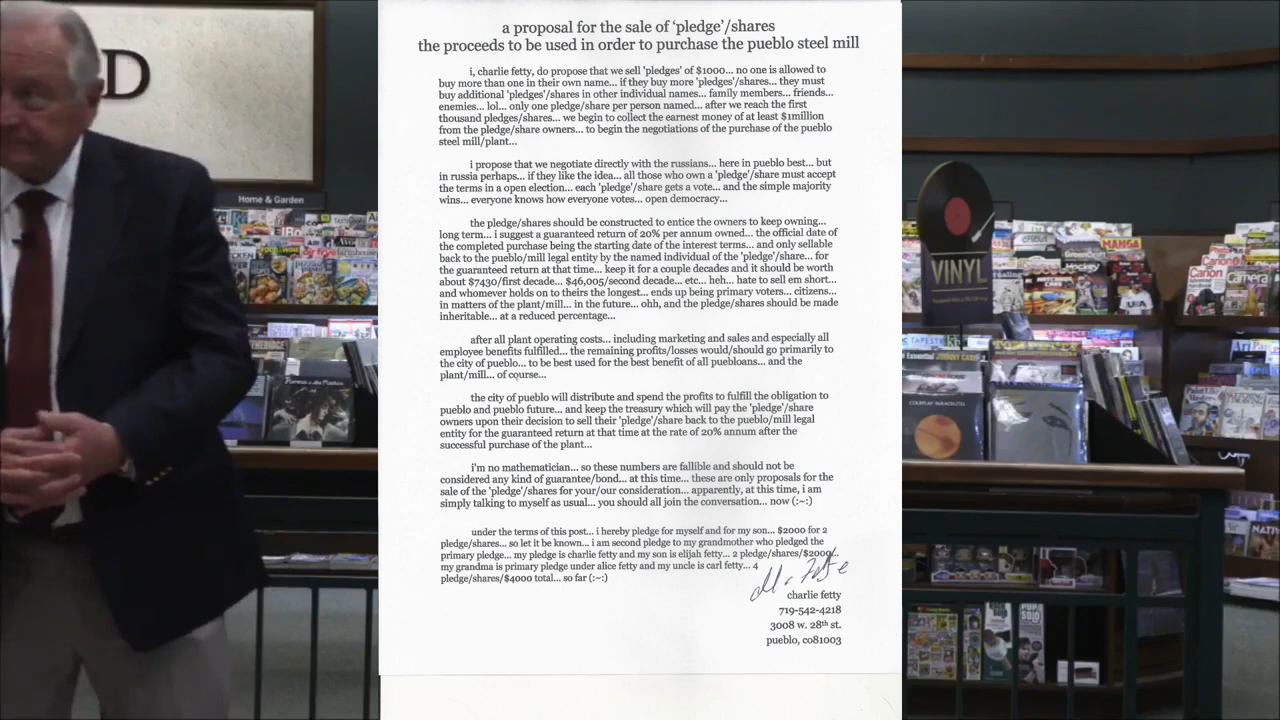 D
Home & Garden
a proposal for the sale of 'pledge'/shares
the proceeds to be used in order to purchase the pueblo steel mill
i, charlie fetty, do propose that we sell 'pledges' of $1000... no one is allowed to
buy more than one in their own name... if they buy more 'pledges'/shares... they must
buy additional 'pledges'/shares in other individual names... family members... friends...
enemies... lol... only one pledge/share per person named... after we reach the first
thousand pledges/shares... we begin to collect the earnest money of at least $1million
from the pledge/share owners... to begin the negotiations of the purchase of the pueblo
steel mill/plant...
i propose that we negotiate directly with the russians... here in pueblo best... but
in russia perhaps... if they like the idea... all those who own a 'pledge'/share must accept
the terms in a open election... each 'pledge'/share gets a vote... and the simple majority
wins... everyone knows how everyone votes... open democracy...
the pledge/shares should be constructed to entice the owners to keep owning...
long term... i suggest a guaranteed return of 20% per annum owned... the official date of
the completed purchase being the starting date of the interest terms... and only sellable
back to the pueblo/mill legal entity by the named individual of the 'pledge'/share... for
the guaranteed return at that time... keep it for a couple decades and it should be worth
about $7430/first decade... $46,005/second decade... etc... heh... hate to sell em short...
and whomever holds on to theirs the longest... ends up being primary voters... citizens...
in matters of the plant/mill... in the future... ohh, and the pledge/shares should be made
inheritable... at a reduced percentage...
after all plant operating costs... including marketing and sales and especially all
employee benefits fulfilled... the remaining profits/losses would/should go primarily to
the city of pueblo... to be best used for the best benefit of all puebloans... and the
plant/mill... of course...
the city of pueblo will distribute and spend the profits to fulfill the obligation to
pueblo and pueblo future... and keep the treasury which will pay the 'pledge'/share
owners upon their decision to sell their 'pledge'/share back to the pueblo/mill legal
entity for the guaranteed return at that time at the rate of 20% annum after the
successful purchase of the plant...
i'm no mathematician... so these numbers are fallible and should not be
considered any kind of guarantee/bond... at this time... these are only proposals for the
sale of the 'pledge'/shares for your/our consideration... apparently, at this time, i am
simply talking to myself as usual... you should all join the conversation... now (:~:)
under the terms of this post... i hereby pledge for myself and for my son... $2000 for 2
pledge/shares... so let it be known... i am second pledge to my grandmother who pledged the
primary pledge... my pledge is charlie fetty and my son is elijah fetty... 2 pledge/shares/$2000...
my grandma is primary pledge under alice fetty and my uncle is carl fetty... 4
pledge/shares/$4000 total... so far (:~:)
charlie fetty
719-542-4218
3008 w. 28th st.
pueblo, co81003
VINYL
MANGA
Hockey
USA
Canon
Camera